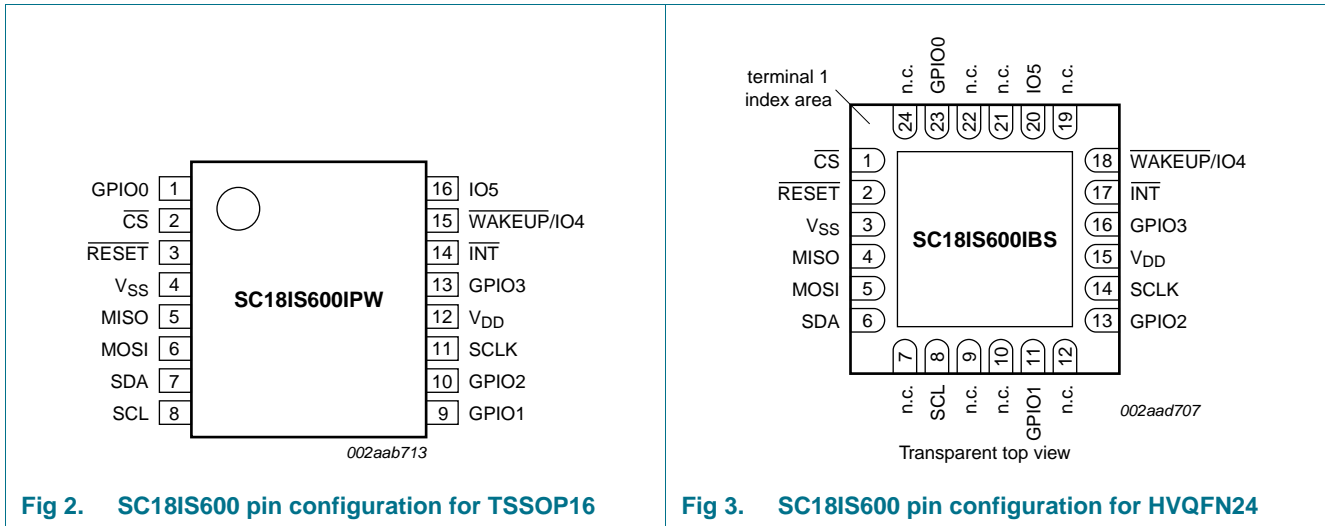 GPIO0 1
CS 2
RESET 3
VSS 4
MISO 5
MOSI 6
SDA 7
SCL 8
SC18IS600IPW
16 IO5
15 WAKEUP/IO4
14 INT
13 GPIO3
12 VDD
11 SCLK
10 GPIO2
9 GPIO1
002aab713
Fig 2. SC18IS600 pin configuration for TSSOP16
terminal 1
index area
n.c. GPIO0 n.c. n.c. IO5 n.c.
24 23 22 21 20 19
CS 1
RESET 2
VSS 3
MISO 4
MOSI 5
SDA 6
SC18IS600IBS
18 WAKEUP/IO4
17 INT
16 GPIO3
15 VDD
14 SCLK
13 GPIO2
7 8 9 10 11 12
n.c. SCL n.c. n.c. GPIO1 n.c.
002aad707
Transparent top view
Fig 3. SC18IS600 pin configuration for HVQFN24